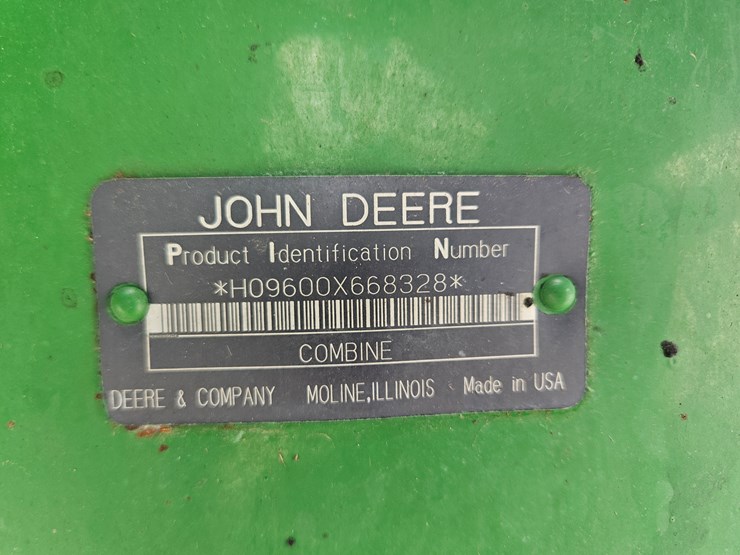 JOHN DEERE
Product Identification Number
*H09600X668328*
COMBINE
DEERE & COMPANY MOLINE,ILLINOIS Made in USA